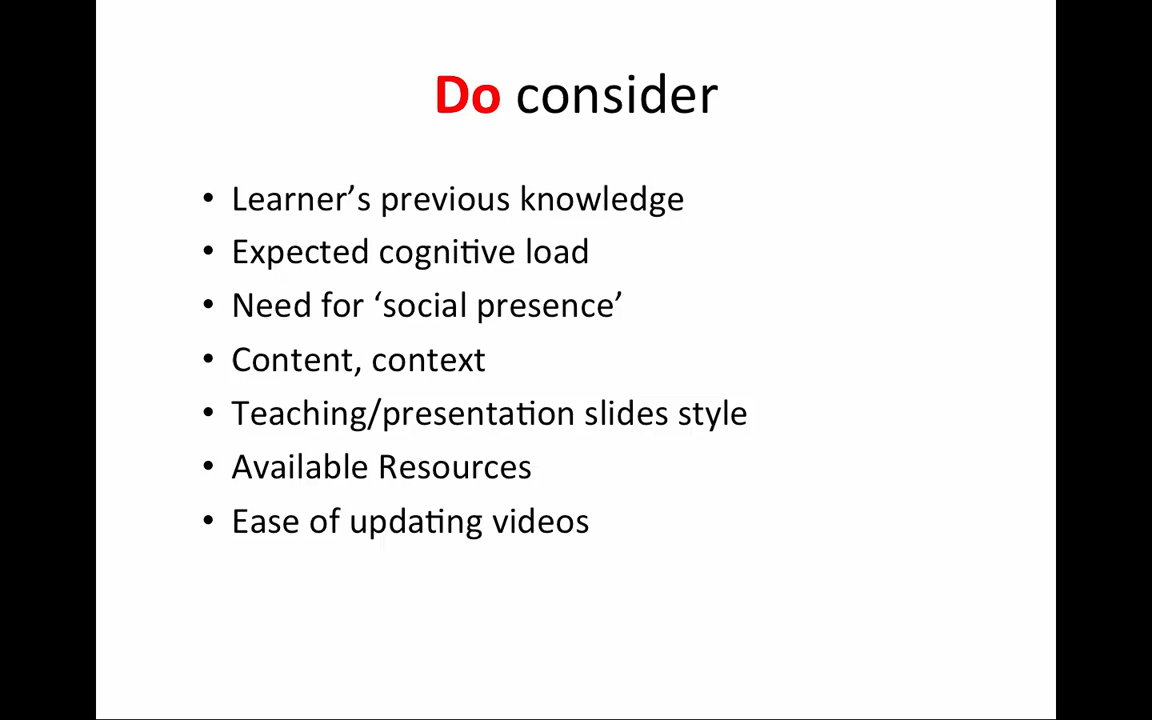 Do consider
• Learner’s previous knowledge
• Expected cognitive load
• Need for ‘social presence’
• Content, context
• Teaching/presentation slides style
• Available Resources
• Ease of updating videos